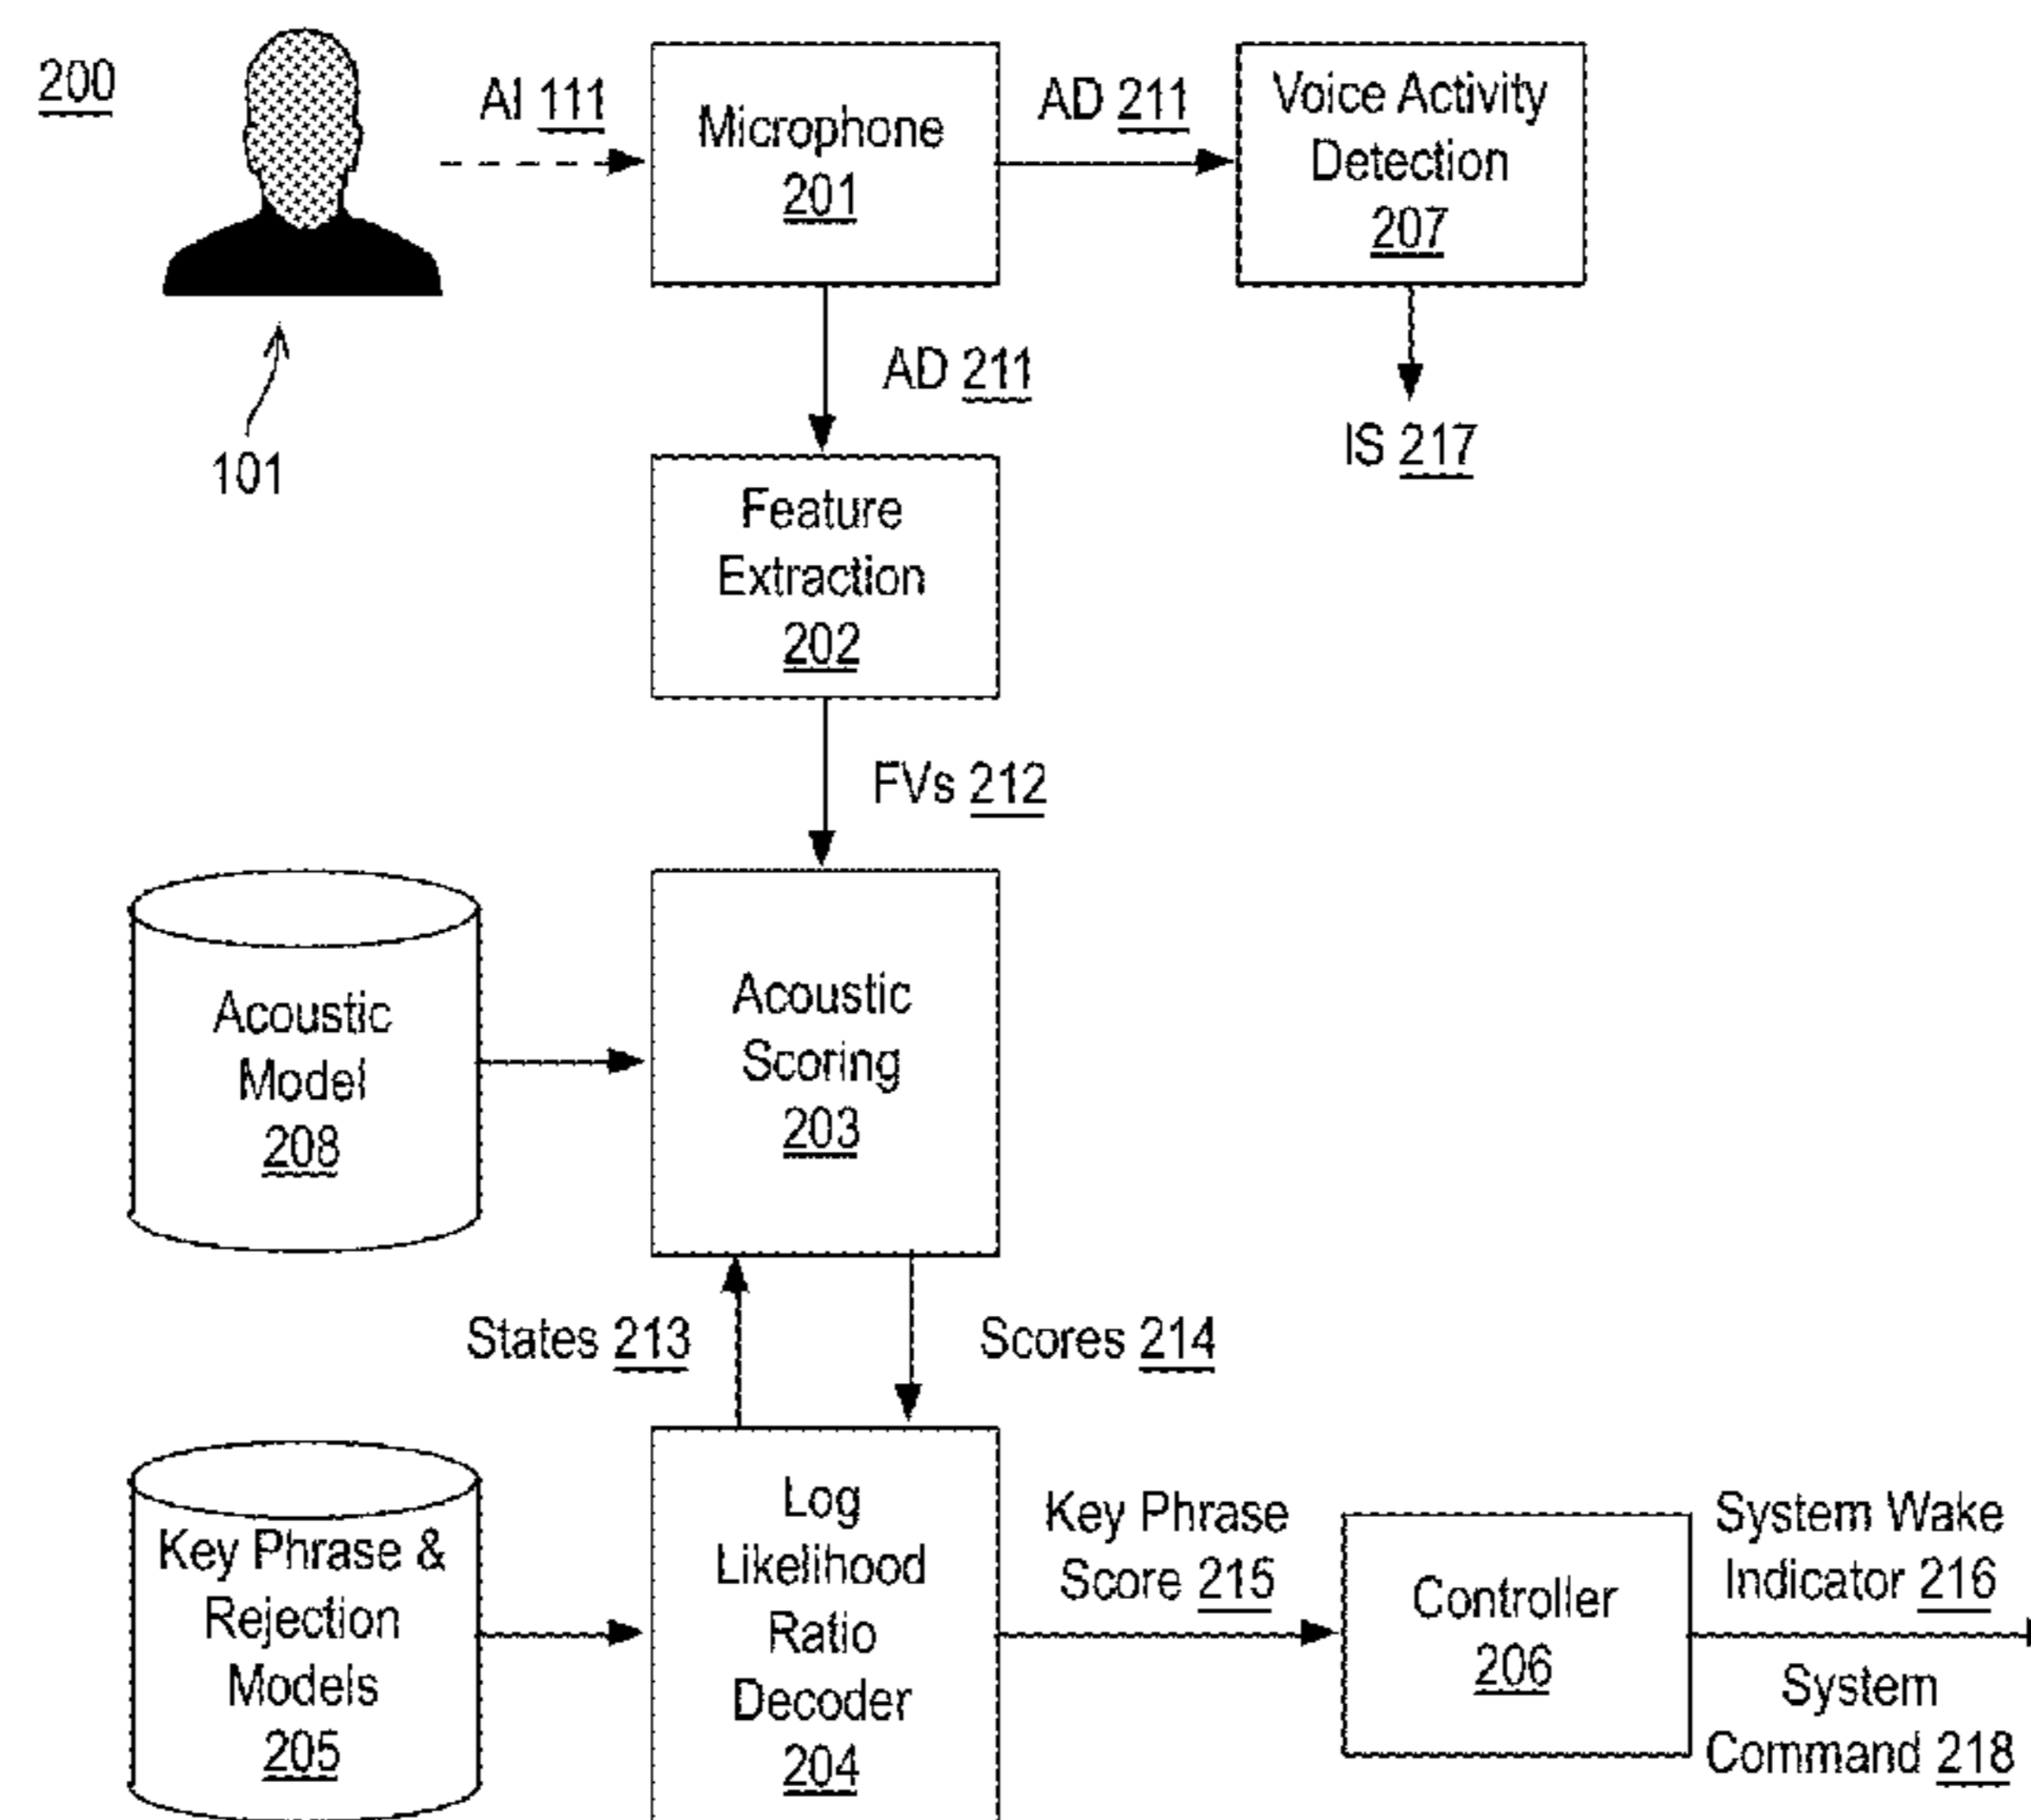 200
AI 111
Microphone
201
AD 211
Voice Activity
Detection
207
101
AD 211
IS 217
Feature
Extraction
202
FVs 212
Acoustic
Model
208
Acoustic
Scoring
203
States 213
Scores 214
Key Phrase &
Rejection
Models
205
Log
Likelihood
Ratio
Decoder
204
Key Phrase
Score 215
Controller
206
System Wake
Indicator 216
System
Command 218